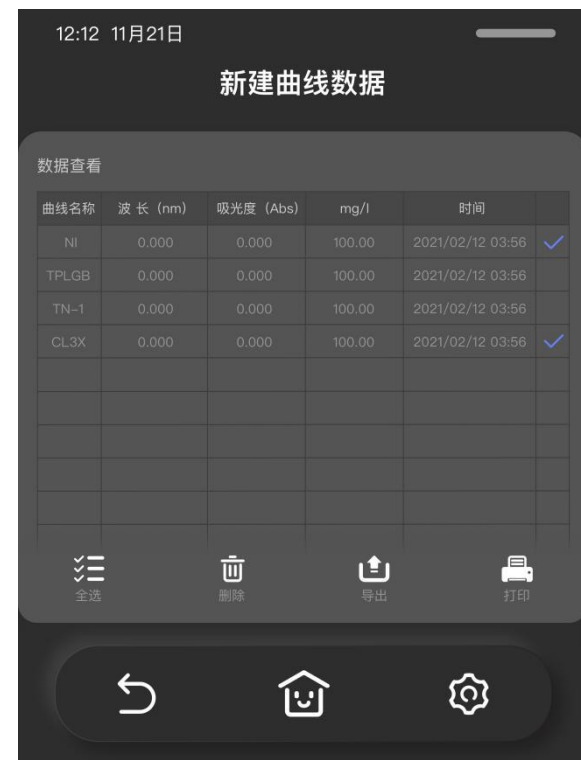 12:12 11月21日
新建曲线数据
数据查看
曲线名称 波 长（nm） 吸光度（Abs） mg/l 时间
NI 0.000 0.000 100.00 2021/02/12 03:56
TPLGB 0.000 0.000 100.00 2021/02/12 03:56
TN-1 0.000 0.000 100.00 2021/02/12 03:56
CL3X 0.000 0.000 100.00 2021/02/12 03:56
全选 删除 导出 打印